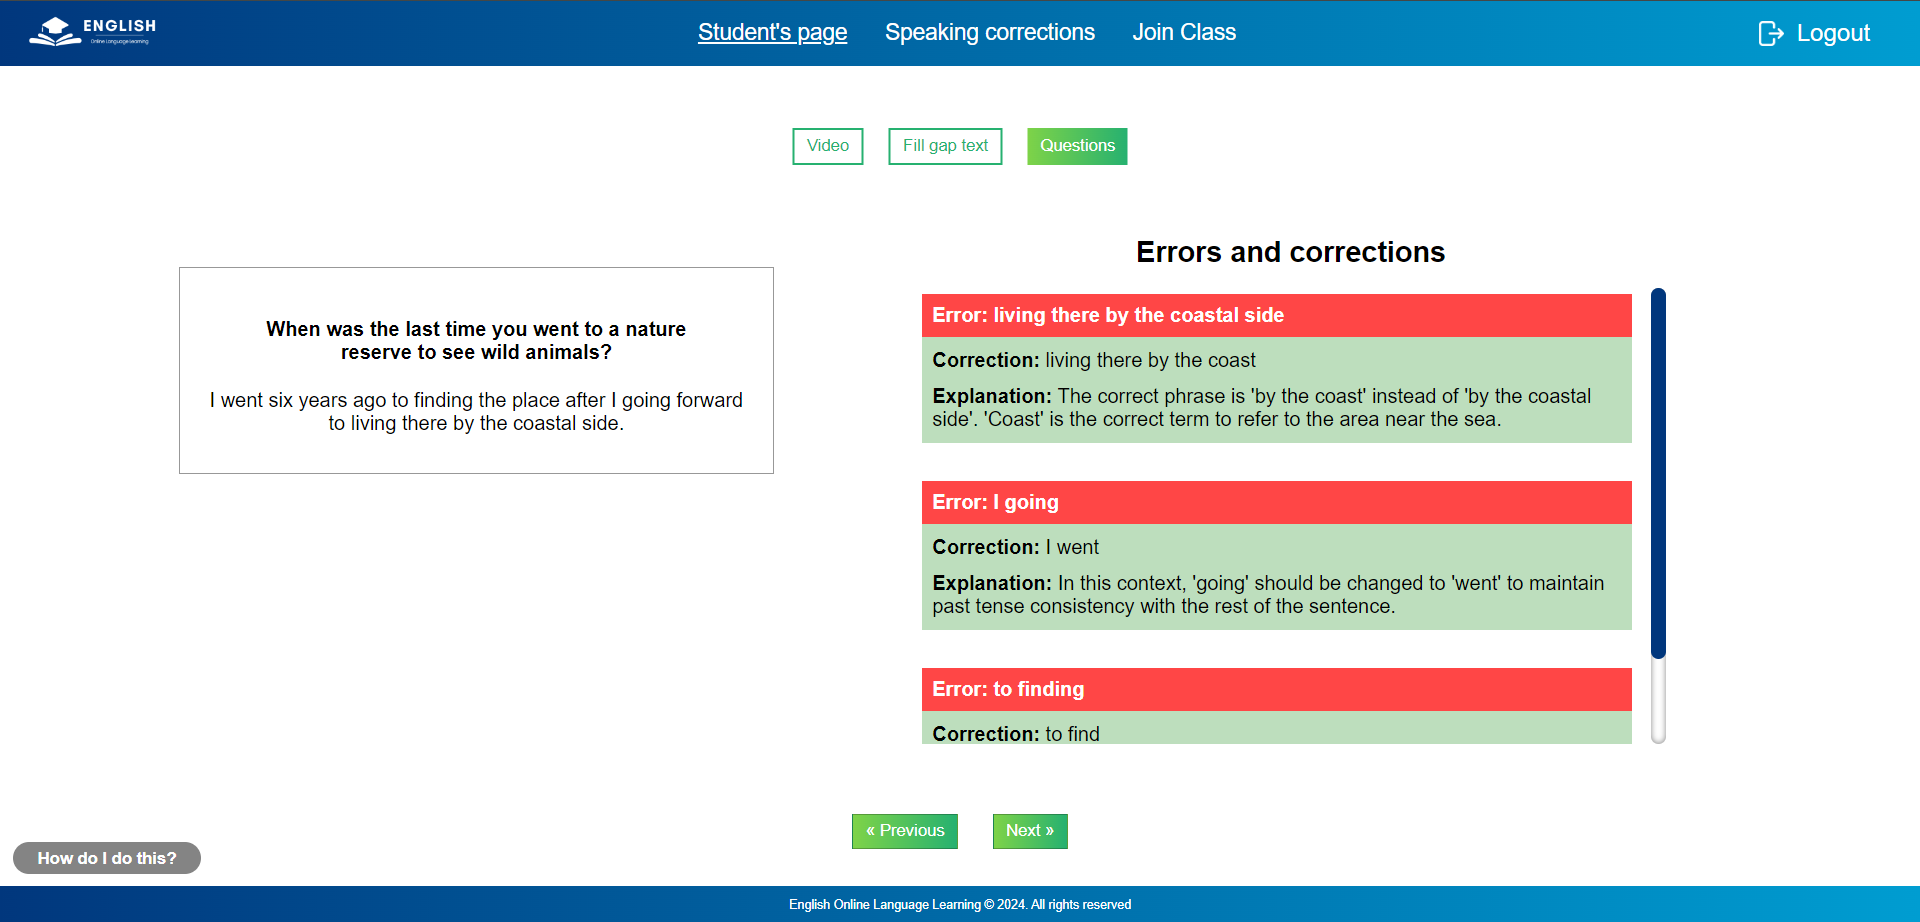 ENGLISH
Online Language learning
Student's page
Speaking corrections
Join Class
Logout
Video
Fill gap text
Questions
When was the last time you went to a nature
reserve to see wild animals?
I went six years ago to finding the place after I going forward
to living there by the coastal side.
Errors and corrections
Error: living there by the coastal side
Correction: living there by the coast
Explanation: The correct phrase is 'by the coast' instead of 'by the coastal
side'. 'Coast' is the correct term to refer to the area near the sea.
Error: I going
Correction: I went
Explanation: In this context, 'going' should be changed to 'went' to maintain
past tense consistency with the rest of the sentence.
Error: to finding
Correction: to find
« Previous
Next »
How do I do this?
English Online Language Learning © 2024. All rights reserved